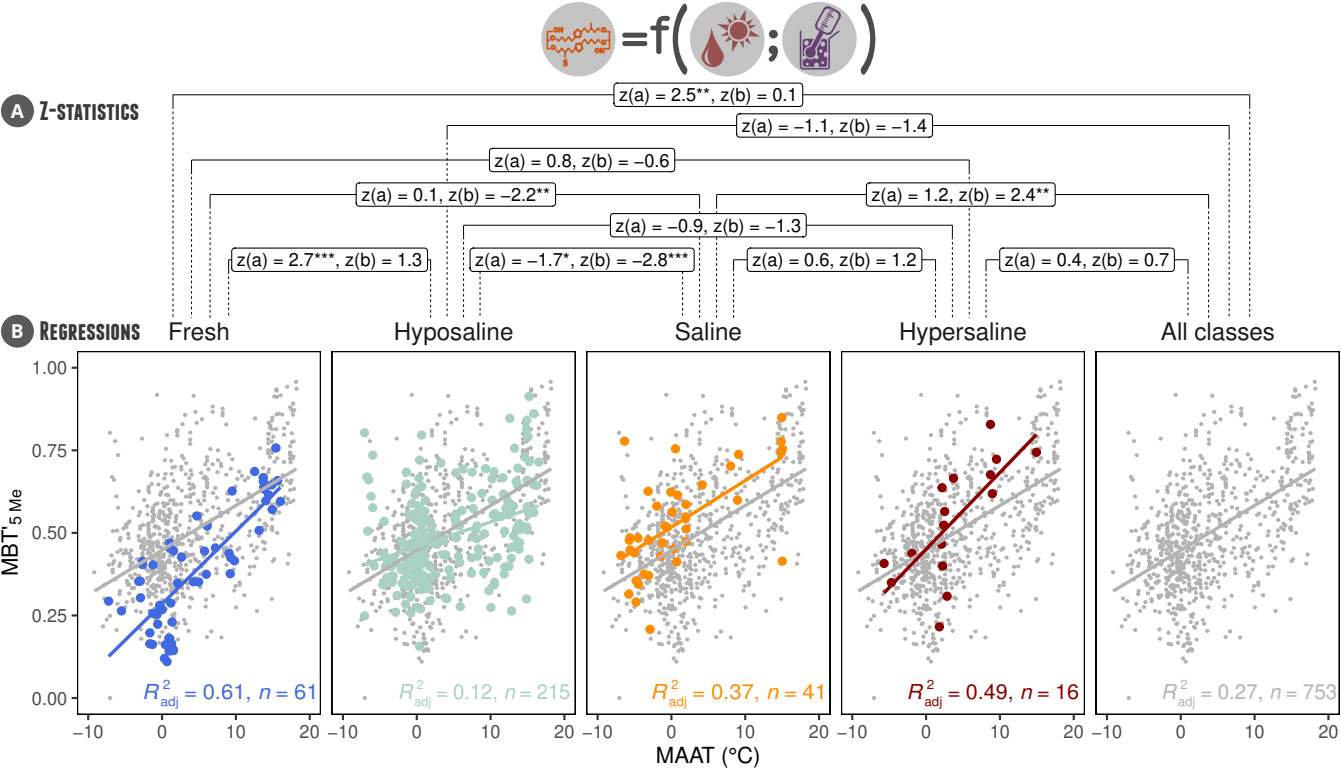 =f( ; )
OH
O
O
O
O
OH
S
A Z-STATISTICS
z(a) = 2.5**, z(b) = 0.1
z(a) = −1.1, z(b) = −1.4
z(a) = 0.8, z(b) = −0.6
z(a) = 0.1, z(b) = −2.2**
z(a) = 1.2, z(b) = 2.4**
z(a) = −0.9, z(b) = −1.3
z(a) = 2.7***, z(b) = 1.3
z(a) = −1.7*, z(b) = −2.8***
z(a) = 0.6, z(b) = 1.2
z(a) = 0.4, z(b) = 0.7
B REGRESSIONS
Fresh
Hyposaline
Saline
Hypersaline
All classes
MBT'5 Me
1.00
0.75
0.50
0.25
0.00
R²adj = 0.61, n = 61
R²adj = 0.12, n = 215
R²adj = 0.37, n = 41
R²adj = 0.49, n = 16
R²adj = 0.27, n = 753
−10 0 10 20
−10 0 10 20
−10 0 10 20
−10 0 10 20
−10 0 10 20
MAAT (°C)